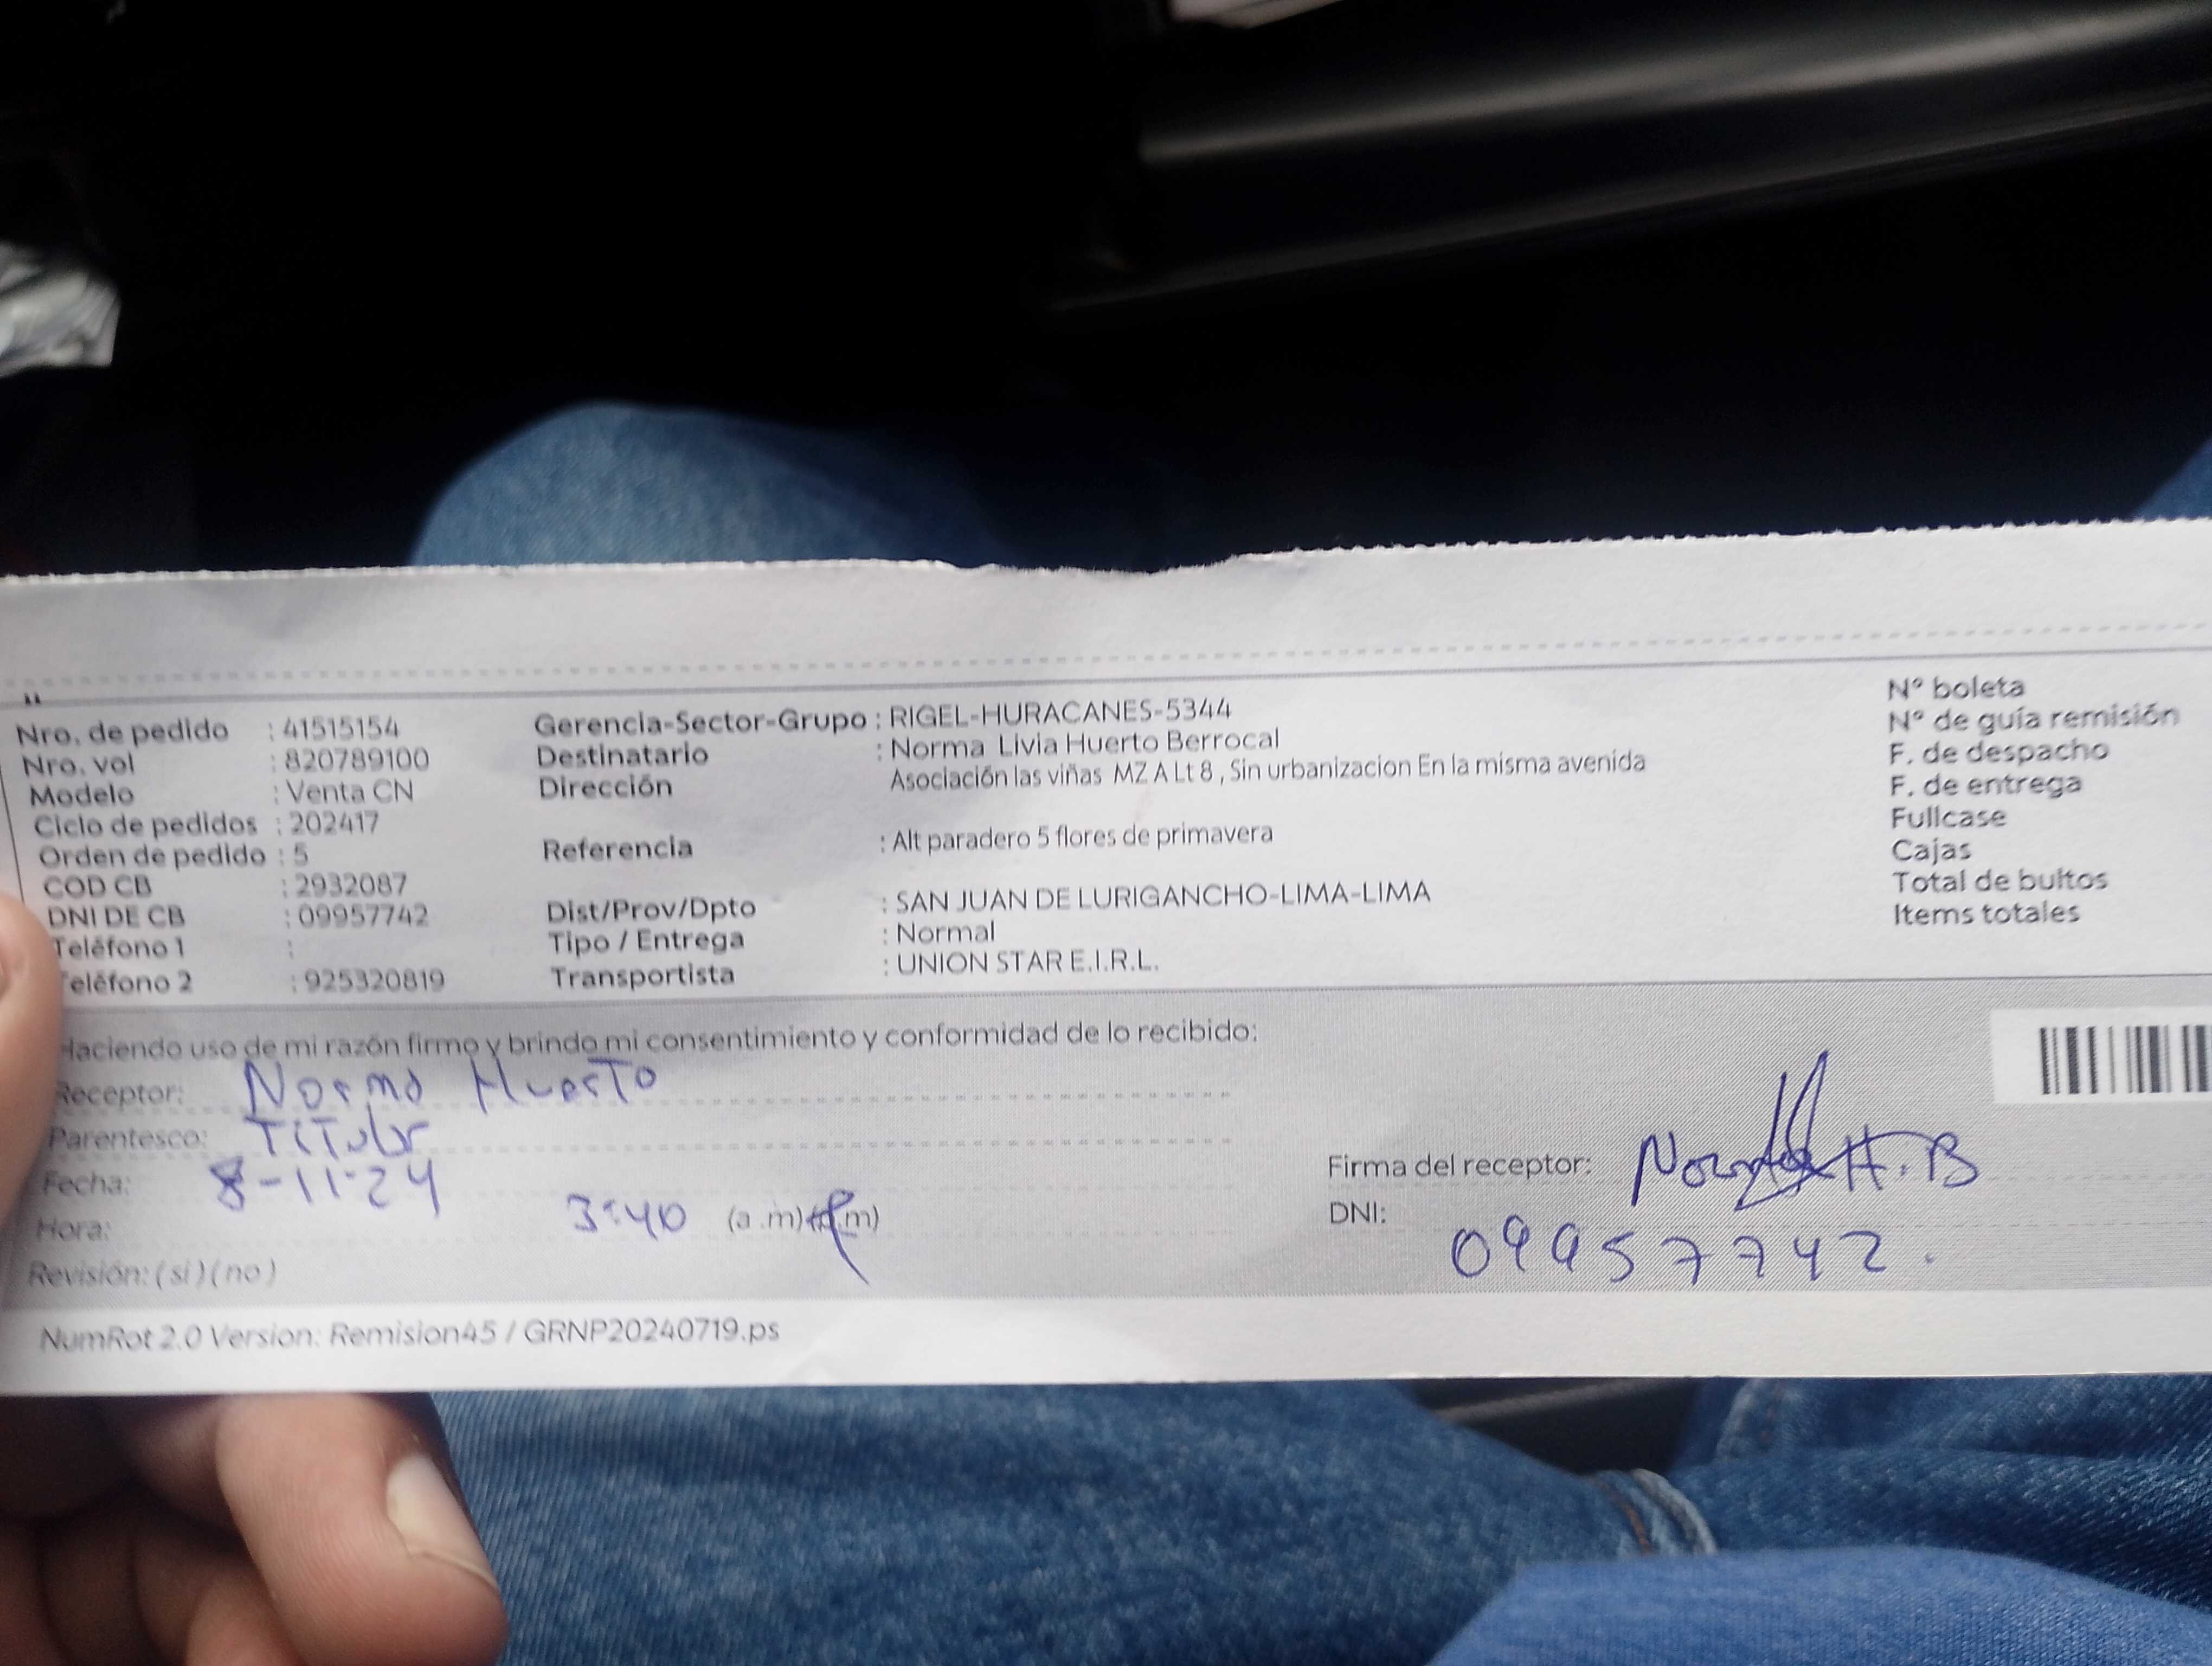 Nro. de pedido : 41515154 Gerencia-Sector-Grupo : RIGEL-HURACANES-5344 N° boleta
Nro. vol : 820789100 Destinatario : Norma Livia Huerto Berrocal N° de guía remisión
Modelo : Venta CN Dirección Asociación las viñas MZ A Lt 8 , Sin urbanizacion En la misma avenida F. de despacho
Ciclo de pedidos : 202417 F. de entrega
Orden de pedido : 5 Referencia : Alt paradero 5 flores de primavera Fullcase
COD CB : 2932087 Cajas
DNI DE CB : 09957742 Dist/Prov/Dpto : SAN JUAN DE LURIGANCHO-LIMA-LIMA Total de bultos
Teléfono 1 : Tipo / Entrega : Normal Items totales
Teléfono 2 : 925320819 Transportista : UNION STAR E.I.R.L.
Haciendo uso de mi razón firmo y brindo mi consentimiento y conformidad de lo recibido:
Receptor: Norma Huerto
Parentesco: Titular
Fecha: 8-11-24
Hora: 3:40 (a.m)(p.m)
Revisión: (si)(no)
Firma del receptor: Norma H.B
DNI: 09957742.
NumRot 2.0 Version: Remision45 / GRNP20240719.ps